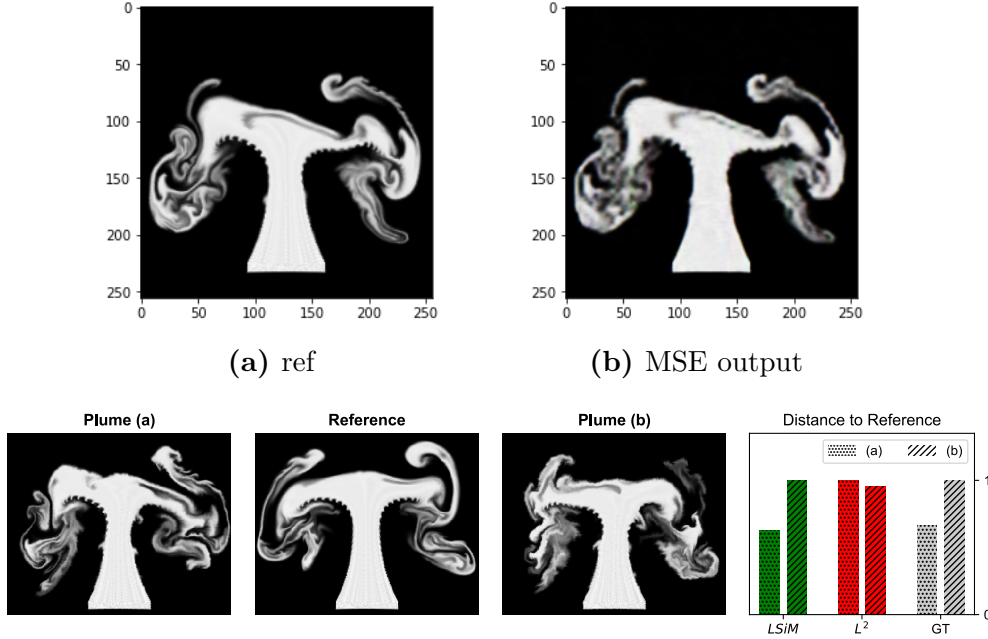 0
50
100
150
200
250
0 50 100 150 200 250
(a) ref
0
50
100
150
200
250
0 50 100 150 200 250
(b) MSE output
Plume (a)
Reference
Plume (b)
Distance to Reference
(a) (b)
1
0
LSiM L² GT